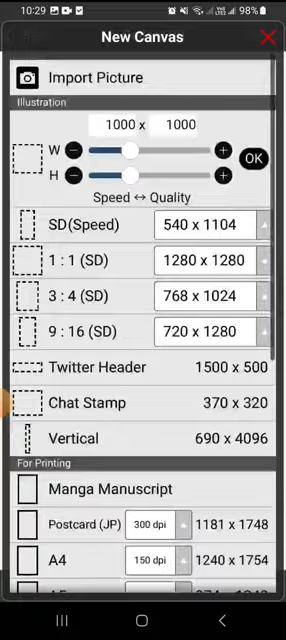 10:29 98%
New Canvas
Import Picture
Illustration
1000 x 1000
W
OK
H
Speed ↔ Quality
SD(Speed) 540 x 1104
1 : 1 (SD) 1280 x 1280
3 : 4 (SD) 768 x 1024
9 : 16 (SD) 720 x 1280
Twitter Header 1500 x 500
Chat Stamp 370 x 320
Vertical 690 x 4096
For Printing
Manga Manuscript
Postcard (JP) 300 dpi 1181 x 1748
A4 150 dpi 1240 x 1754